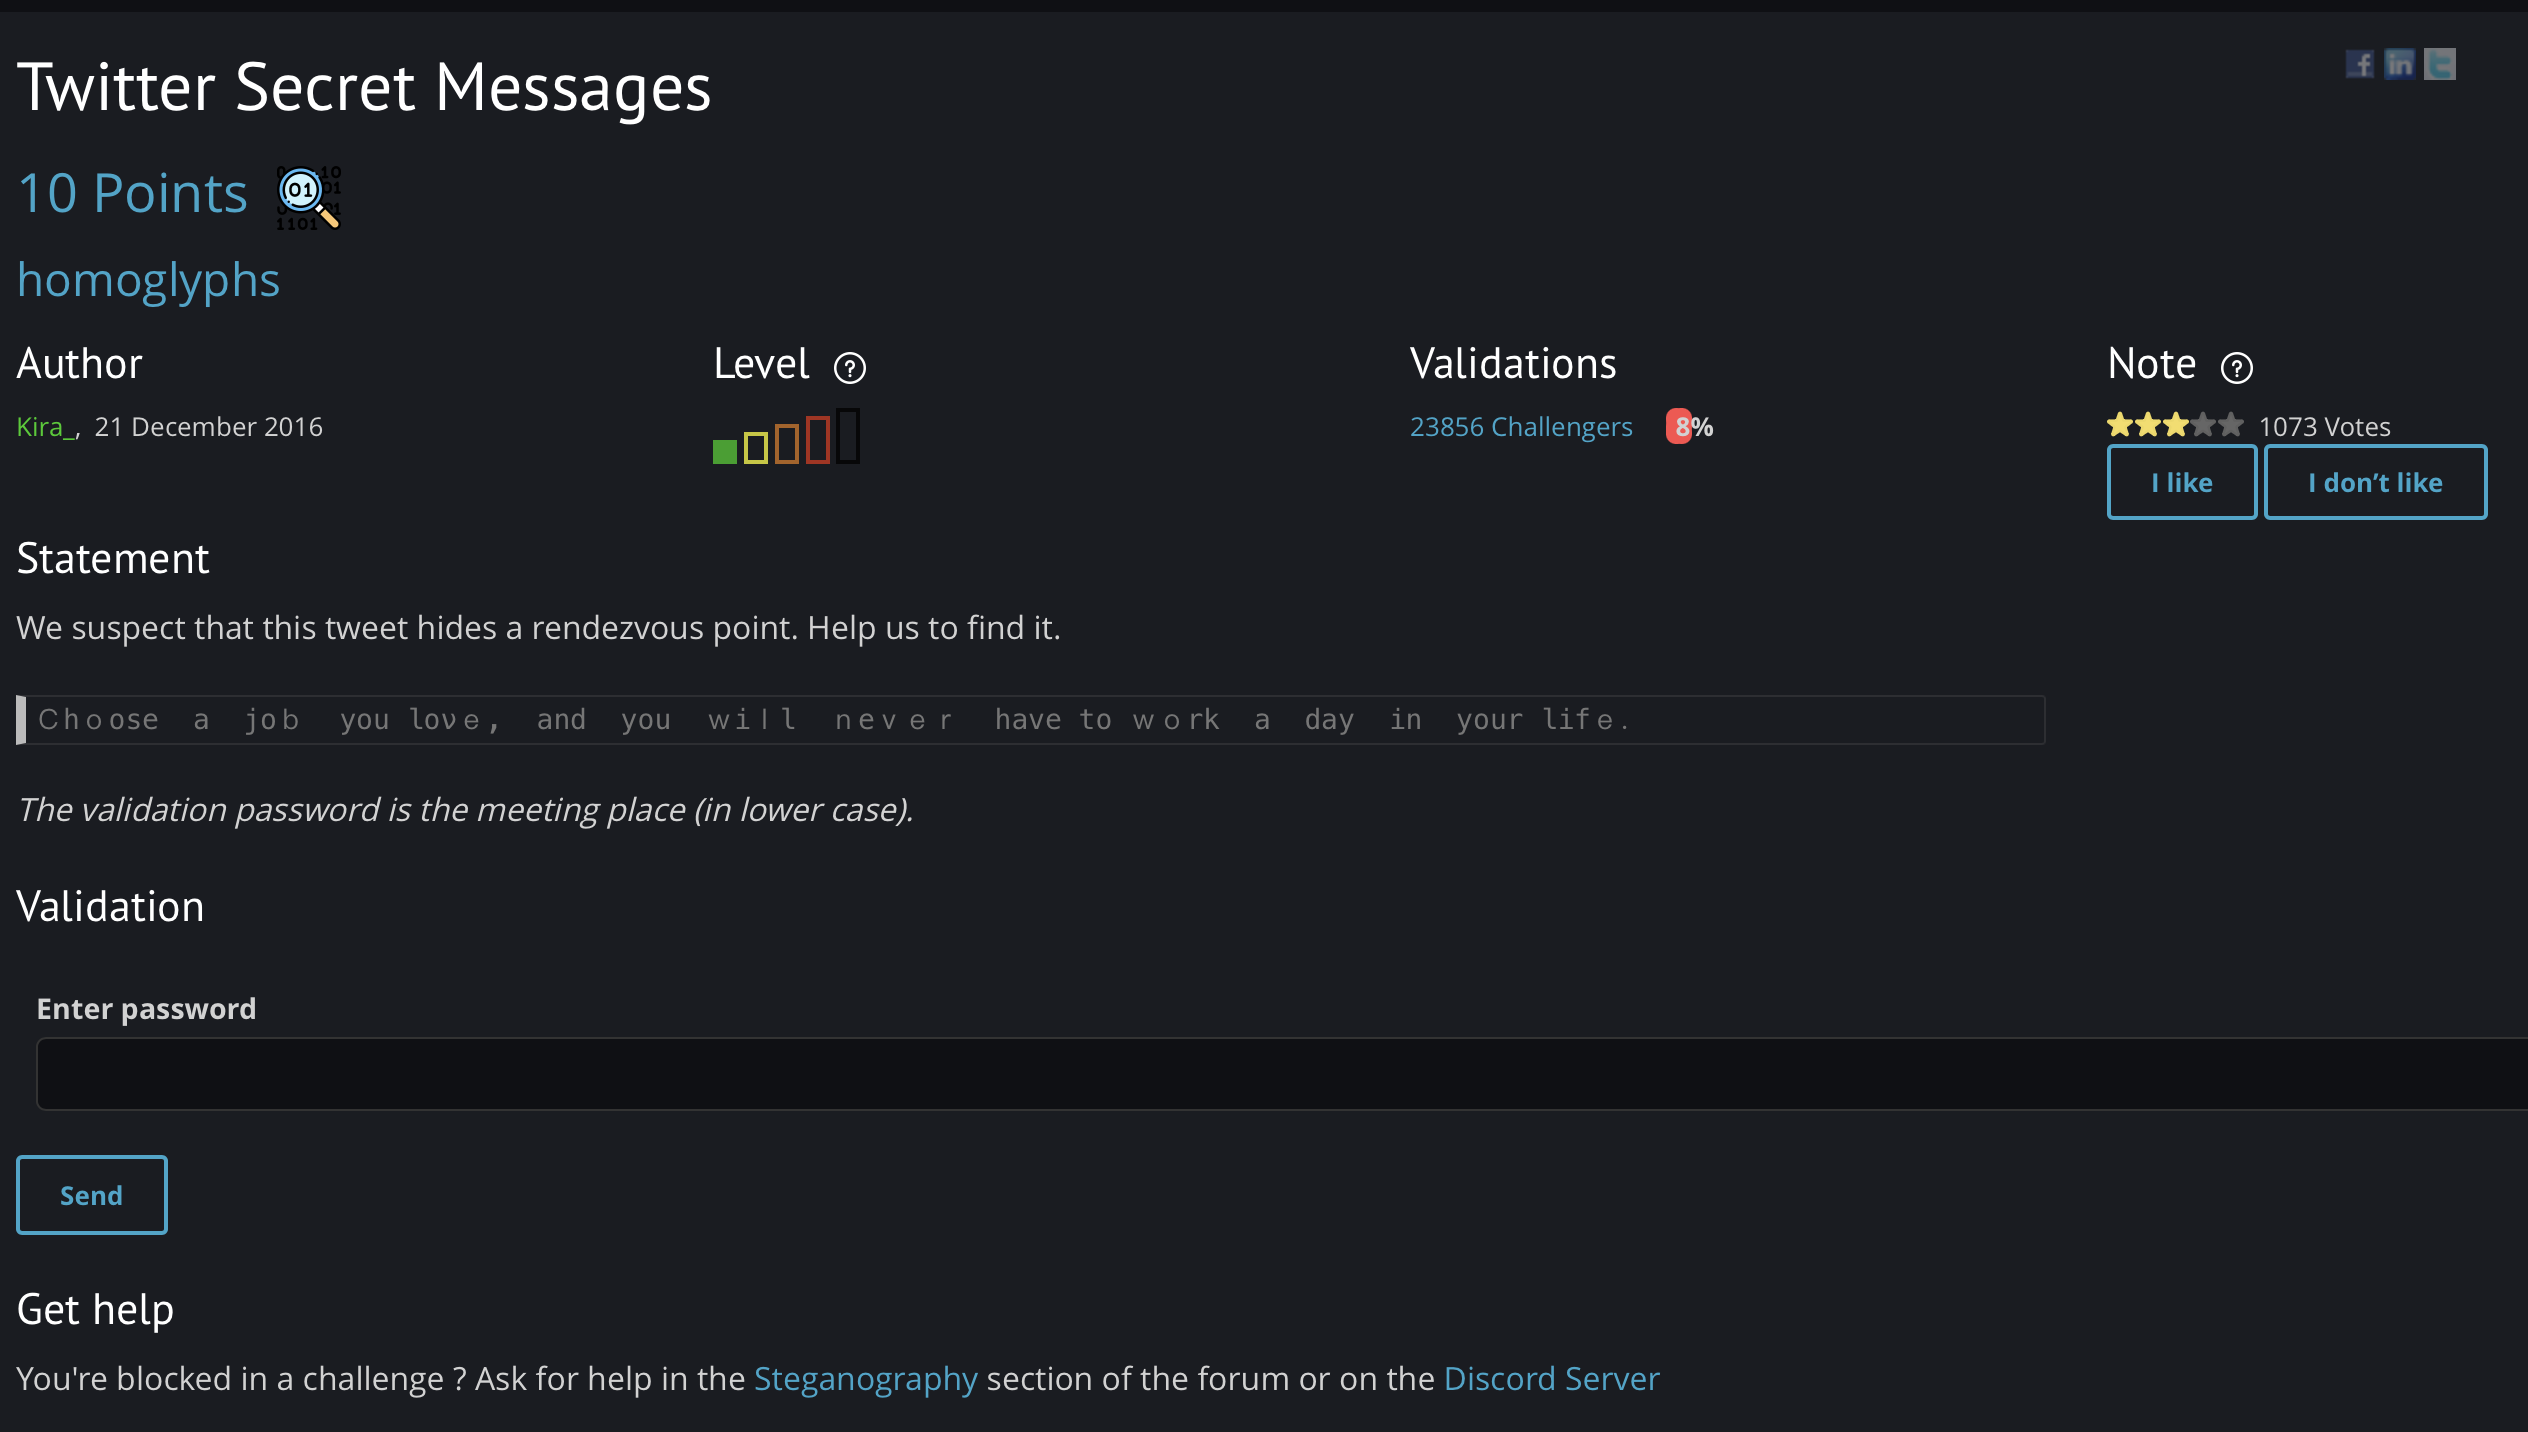 Twitter Secret Messages
10 Points
homoglyphs
Author Level ? Validations Note ?
Kira_, 21 December 2016 23856 Challengers 8% 1073 Votes
I like I don’t like
Statement
We suspect that this tweet hides a rendezvous point. Help us to find it.
Ｃhｏose  a  joｂ  you loνｅ, and  you  ｗｉⅼｌ  ｎｅｖｅｒ  have to ｗｏrk  a  day  in  your lifｅ.
The validation password is the meeting place (in lower case).
Validation
Enter password
Send
Get help
You're blocked in a challenge ? Ask for help in the Steganography section of the forum or on the Discord Server